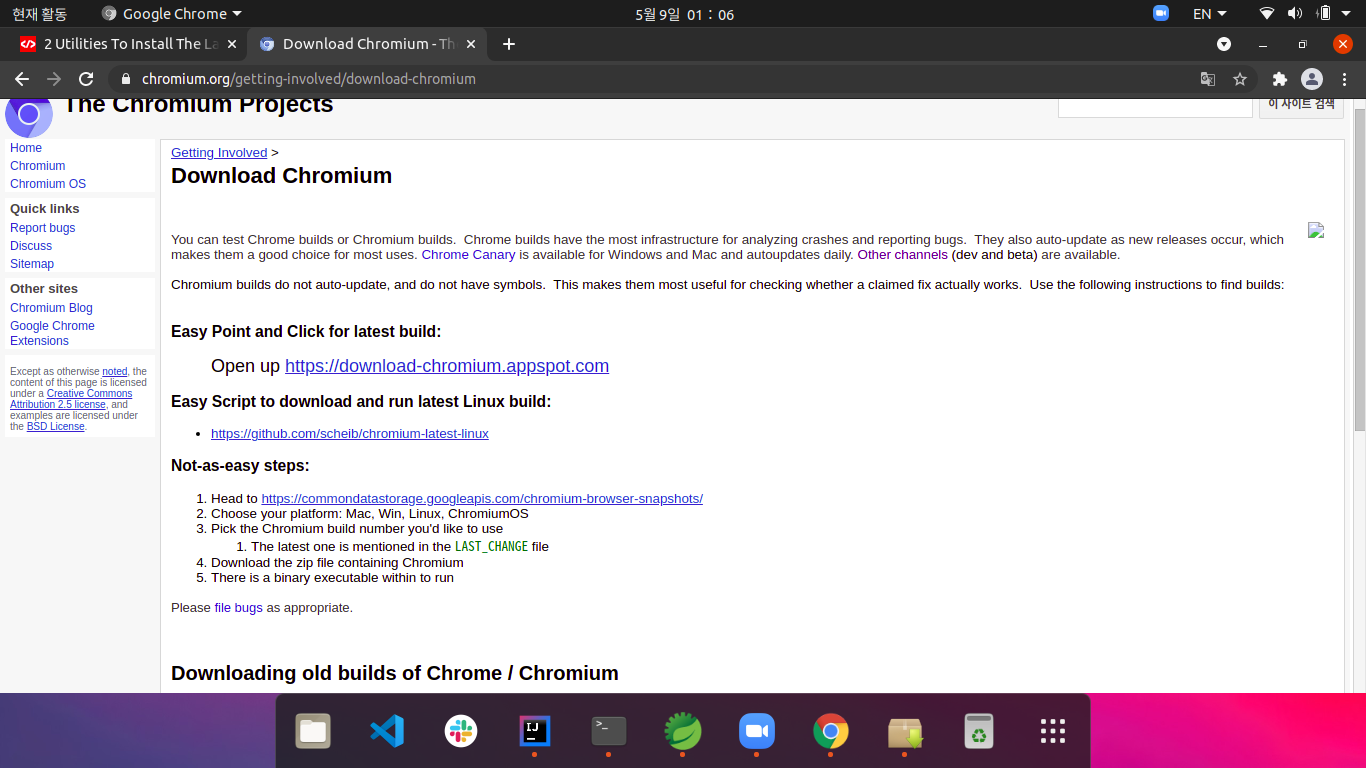 현재 활동 Google Chrome 5월 9일 01 : 06 EN
2 Utilities To Install The La Download Chromium - Th
chromium.org/getting-involved/download-chromium
The Chromium Projects 이 사이트 검색
Home
Chromium
Chromium OS
Quick links
Report bugs
Discuss
Sitemap
Other sites
Chromium Blog
Google Chrome
Extensions
Except as otherwise noted, the
content of this page is licensed
under a Creative Commons
Attribution 2.5 license, and
examples are licensed under
the BSD License.
Getting Involved >
Download Chromium
You can test Chrome builds or Chromium builds.  Chrome builds have the most infrastructure for analyzing crashes and reporting bugs.  They also auto-update as new releases occur, which
makes them a good choice for most uses. Chrome Canary is available for Windows and Mac and autoupdates daily. Other channels (dev and beta) are available.
Chromium builds do not auto-update, and do not have symbols.  This makes them most useful for checking whether a claimed fix actually works.  Use the following instructions to find builds:
Easy Point and Click for latest build:
Open up https://download-chromium.appspot.com
Easy Script to download and run latest Linux build:
• https://github.com/scheib/chromium-latest-linux
Not-as-easy steps:
1. Head to https://commondatastorage.googleapis.com/chromium-browser-snapshots/
2. Choose your platform: Mac, Win, Linux, ChromiumOS
3. Pick the Chromium build number you'd like to use
1. The latest one is mentioned in the LAST_CHANGE file
4. Download the zip file containing Chromium
5. There is a binary executable within to run
Please file bugs as appropriate.
Downloading old builds of Chrome / Chromium
IJ
>_